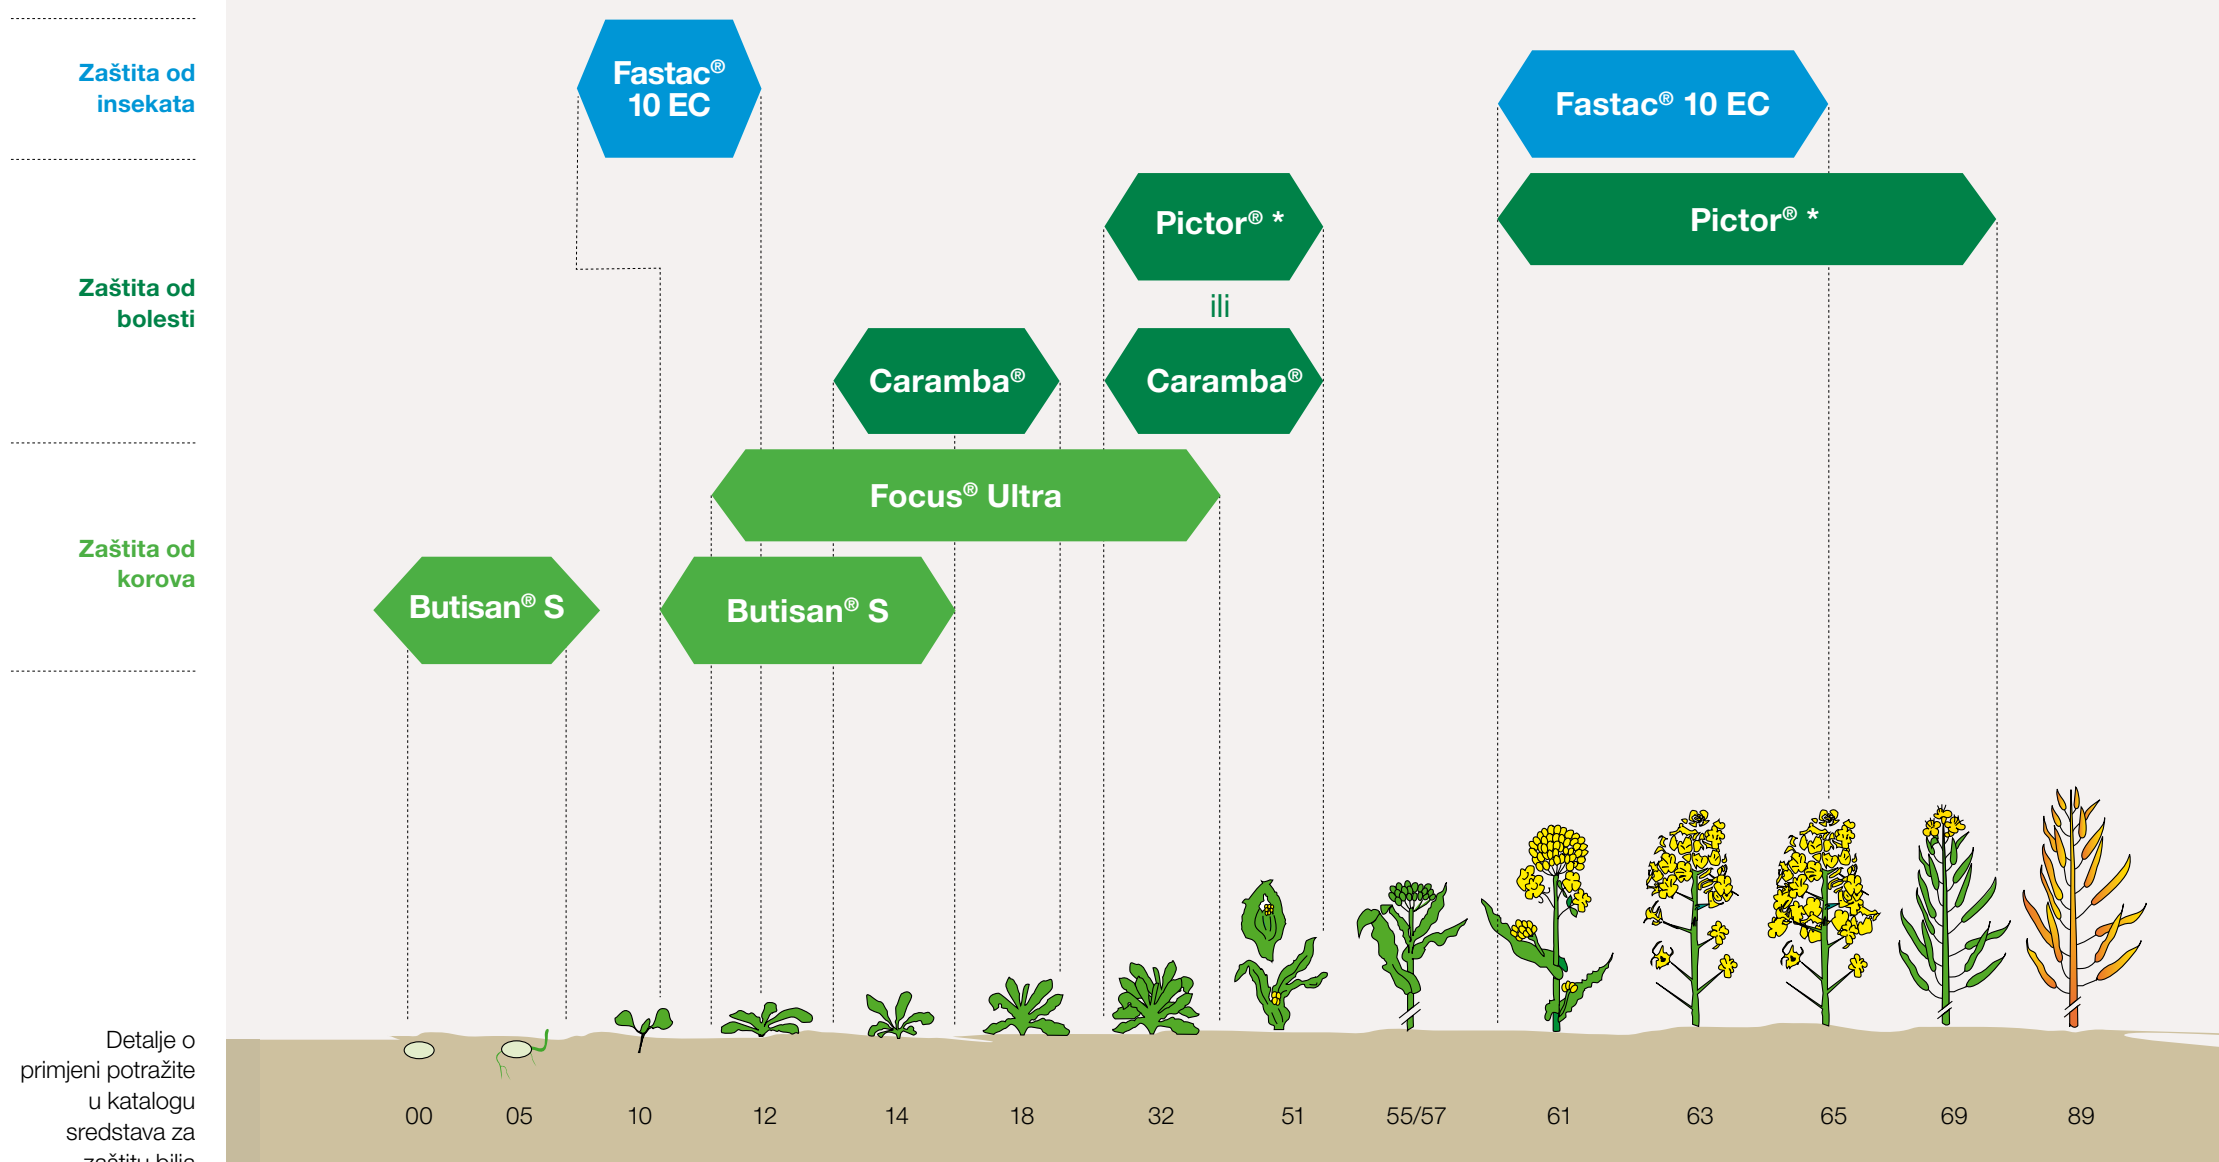 Zaštita od
insekata
Fastac®
10 EC
Fastac® 10 EC
Zaštita od
bolesti
Pictor® *
ili
Caramba®
Caramba®
Pictor® *
Zaštita od
korova
Focus® Ultra
Butisan® S
Butisan® S
Detalje o
primjeni potražite
u katalogu
sredstava za
zaštitu bilja
00 05 10 12 14 18 32 51 55/57 61 63 65 69 89